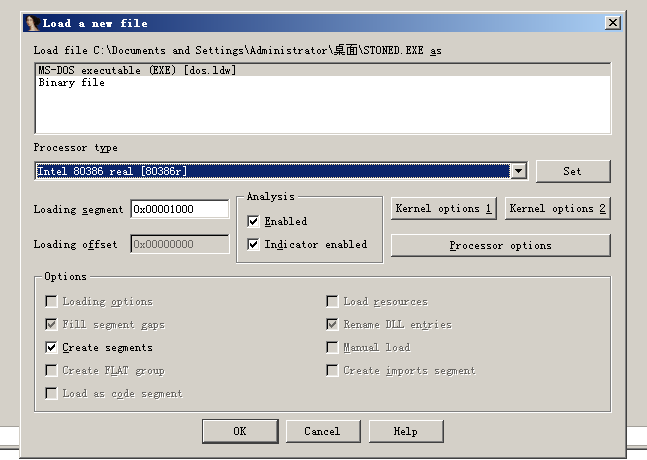 Load a new file
Load file C:\Documents and Settings\Administrator\桌面\STONED.EXE as
MS-DOS executable (EXE) [dos.ldw]
Binary file
Processor type
Intel 80386 real [80386r]
Set
Loading segment 0x00001000
Loading offset 0x00000000
Analysis
Enabled
Indicator enabled
Kernel options 1
Kernel options 2
Processor options
Options
Loading options
Load resources
Fill segment gaps
Rename DLL entries
Create segments
Manual load
Create FLAT group
Create imports segment
Load as code segment
OK
Cancel
Help